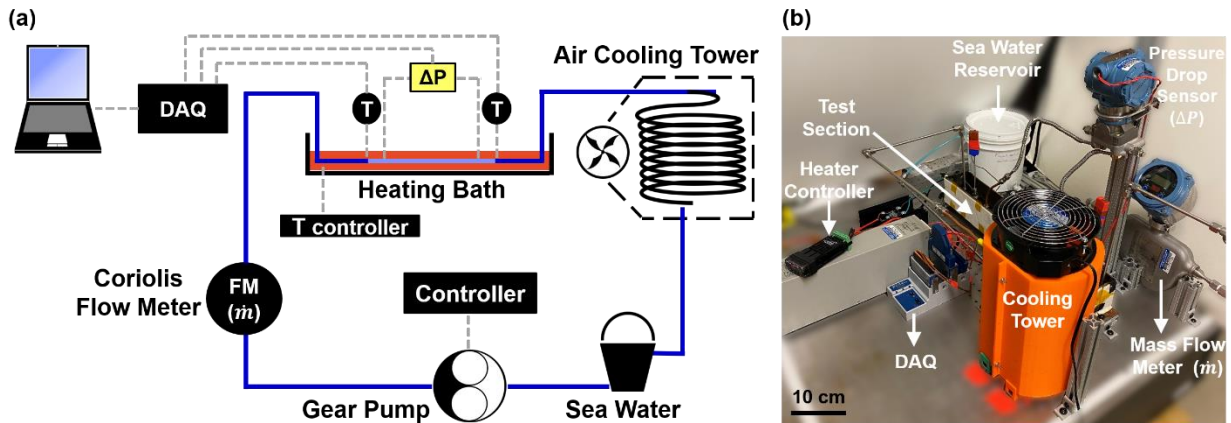 (a)
DAQ
T
ΔP
T
Air Cooling Tower
Heating Bath
T controller
Coriolis
Flow Meter
FM
(ṁ)
Controller
Gear Pump
Sea Water
(b)
Sea Water
Reservoir
Pressure
Drop
Sensor
(ΔP)
Test
Section
Heater
Controller
Cooling
Tower
DAQ
Mass Flow
Meter (ṁ)
10 cm